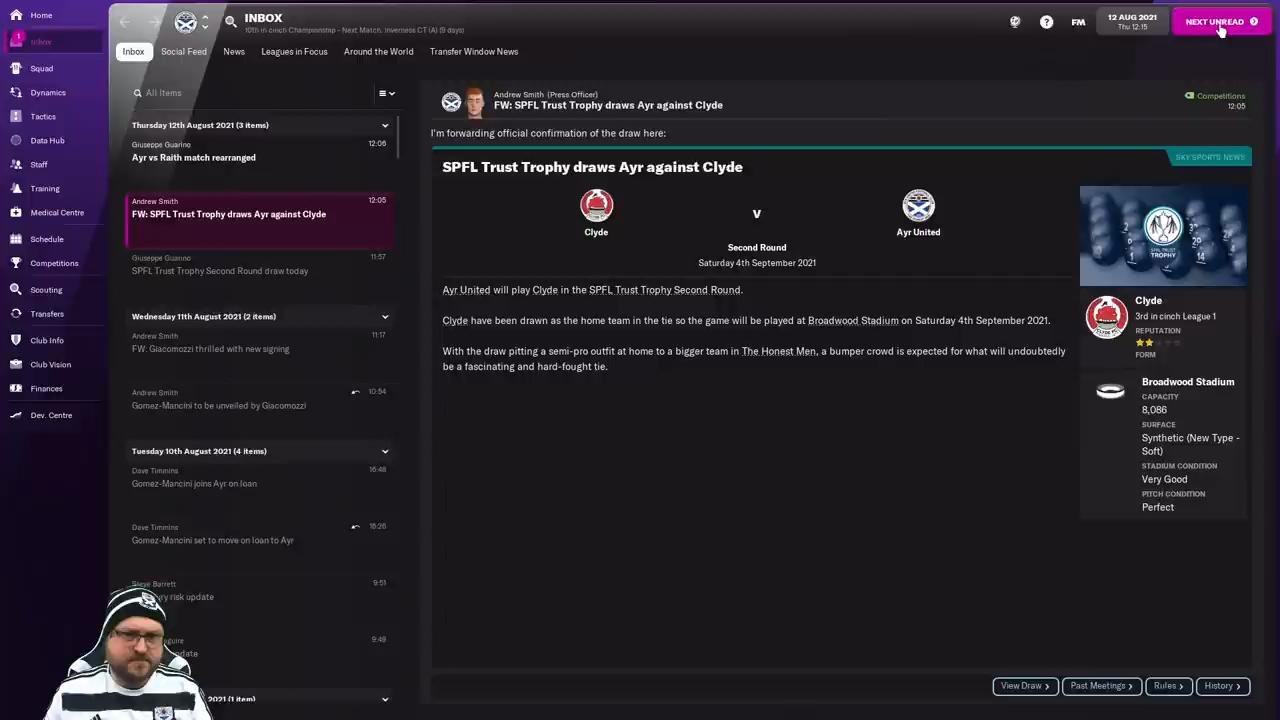 Home
INBOX
10th in cinch Championship - Next Match, Inverness CT (A) (9 days)
FM
12 AUG 2021
Thu 12:15
NEXT UNREAD
1
Inbox
Inbox
Social Feed
News
Leagues in Focus
Around the World
Transfer Window News
Squad
Dynamics
Tactics
Data Hub
Staff
Training
Medical Centre
Schedule
Competitions
Scouting
Transfers
Club Info
Club Vision
Finances
Dev. Centre
All Items
Thursday 12th August 2021 (3 items)
Giuseppe Guarino
12:06
Ayr vs Raith match rearranged
Andrew Smith
12:05
FW: SPFL Trust Trophy draws Ayr against Clyde
Giuseppe Guarino
11:57
SPFL Trust Trophy Second Round draw today
Wednesday 11th August 2021 (2 items)
Andrew Smith
11:17
FW: Giacomozzi thrilled with new signing
Andrew Smith
10:54
Gomez-Mancini to be unveiled by Giacomozzi
Tuesday 10th August 2021 (4 items)
Dave Timmins
16:48
Gomez-Mancini joins Ayr on loan
Dave Timmins
16:26
Gomez-Mancini set to move on loan to Ayr
Steve Barrett
9:51
ury risk update
9:49
2021 (1 item)
Andrew Smith (Press Officer)
FW: SPFL Trust Trophy draws Ayr against Clyde
Competitions
12:05
I'm forwarding official confirmation of the draw here:
SKY SPORTS NEWS
SPFL Trust Trophy draws Ayr against Clyde
Clyde
v
Ayr United
Second Round
Saturday 4th September 2021
Ayr United will play Clyde in the SPFL Trust Trophy Second Round.
Clyde have been drawn as the home team in the tie so the game will be played at Broadwood Stadium on Saturday 4th September 2021.
With the draw pitting a semi-pro outfit at home to a bigger team in The Honest Men, a bumper crowd is expected for what will undoubtedly
be a fascinating and hard-fought tie.
SPFL TRUST
TROPHY
Clyde
3rd in cinch League 1
REPUTATION
FORM
Broadwood Stadium
CAPACITY
8,086
SURFACE
Synthetic (New Type -
Soft)
STADIUM CONDITION
Very Good
PITCH CONDITION
Perfect
View Draw
Past Meetings
Rules
History